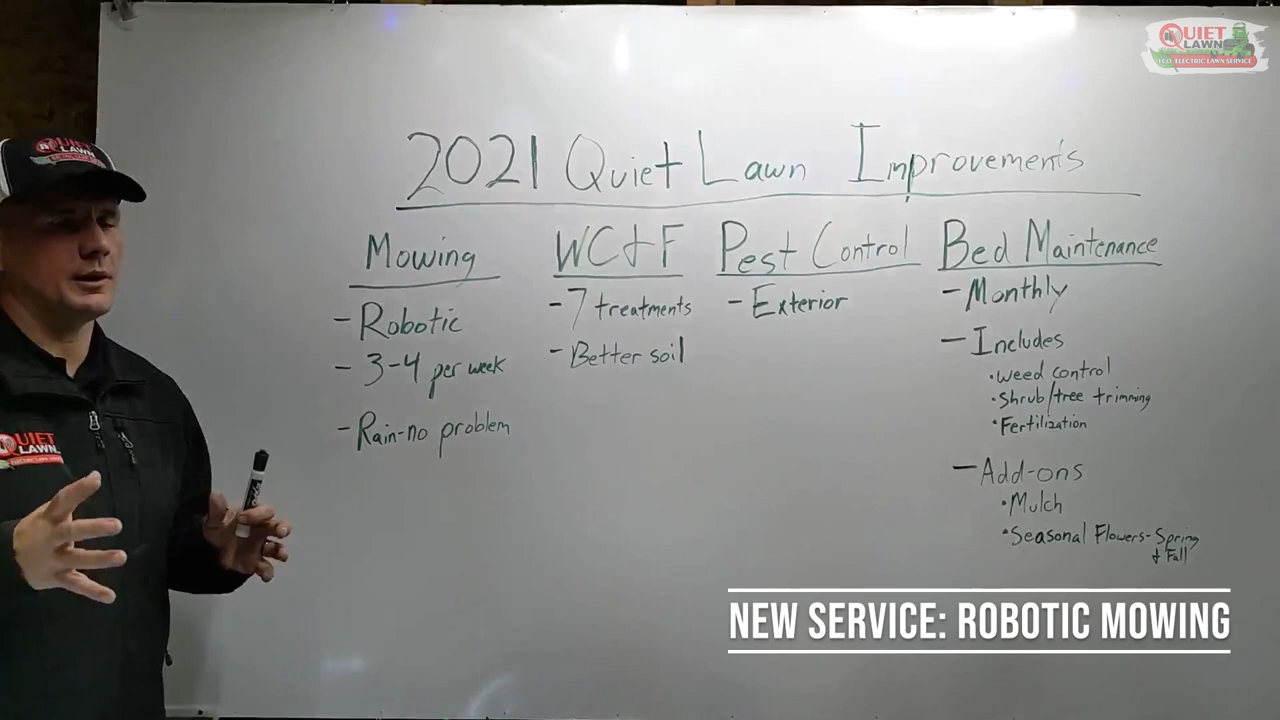 QUIET
LAWN
ECO ELECTRIC LAWN SERVICE
2021 Quiet Lawn Improvements
Mowing
- Robotic
- 3-4 per week
- Rain-no problem
WC&F
- 7 treatments
- Better soil
Pest Control
- Exterior
Bed Maintenance
- Monthly
- Includes
• weed control
• Shrub/tree trimming
• Fertilization
- Add-ons
• Mulch
• Seasonal Flowers-Spring
& Fall
QUIET
LAWN
QUIET
LAWN
NEW SERVICE: ROBOTIC MOWING